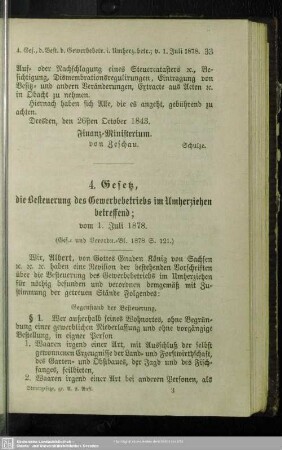 4. Ges., d. Best. d. Gewerbebetr. i. Umherz. betr.; v. 1. Juli 1878. 33
Auf- oder Nachschlagung eines Steuercatasters ꝛc., Be-
sichtigung, Dismembrationsregulirungen, Eintragung von
Besitz- und andern Veränderungen, Extracte aus Acten ꝛc.
in Obacht zu nehmen.
Hiernach haben sich Alle, die es angeht, gebührend zu
achten.
Dresden, den 26sten October 1843.
Finanz-Ministerium.
von Zeschau.
Schulze.
4. Gesetz,
die Besteuerung des Gewerbebetriebs im Umherziehen
betreffend;
vom 1. Juli 1878.
(Ges.- und Verordn.-Bl. 1878 S. 121.)
Wir, Albert, von Gottes Gnaden König von Sachsen
ꝛc. ꝛc. ꝛc. haben eine Revision der bestehenden Vorschriften
über die Besteuerung des Gewerbebetriebs im Umherziehen
für nöthig befunden und verordnen demgemäß mit Zu-
stimmung der getreuen Stände Folgendes:
Gegenstand der Besteuerung.
§ 1. Wer außerhalb seines Wohnortes, ohne Begrün-
dung einer gewerblichen Niederlassung und ohne vorgängige
Bestellung, in eigner Person
1. Waaren irgend einer Art, mit Ausschluß der selbst
gewonnenen Erzeugnisse der Land- und Forstwirthschaft,
des Garten- und Obstbaues, der Jagd und des Fisch-
fanges, feilbieten,
2. Waaren irgend einer Art bei anderen Personen, als
3